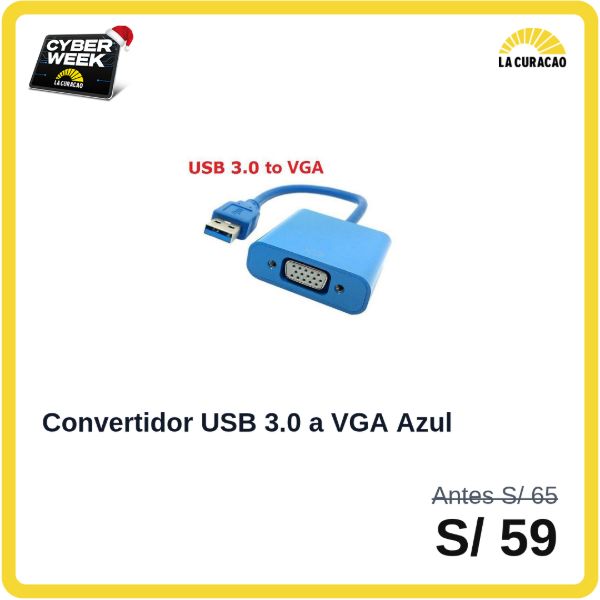 CYBER
WEEK
LA CURACAO
LA CURACAO
USB 3.0 to VGA
Convertidor USB 3.0 a VGA Azul
Antes S/ 65
S/ 59